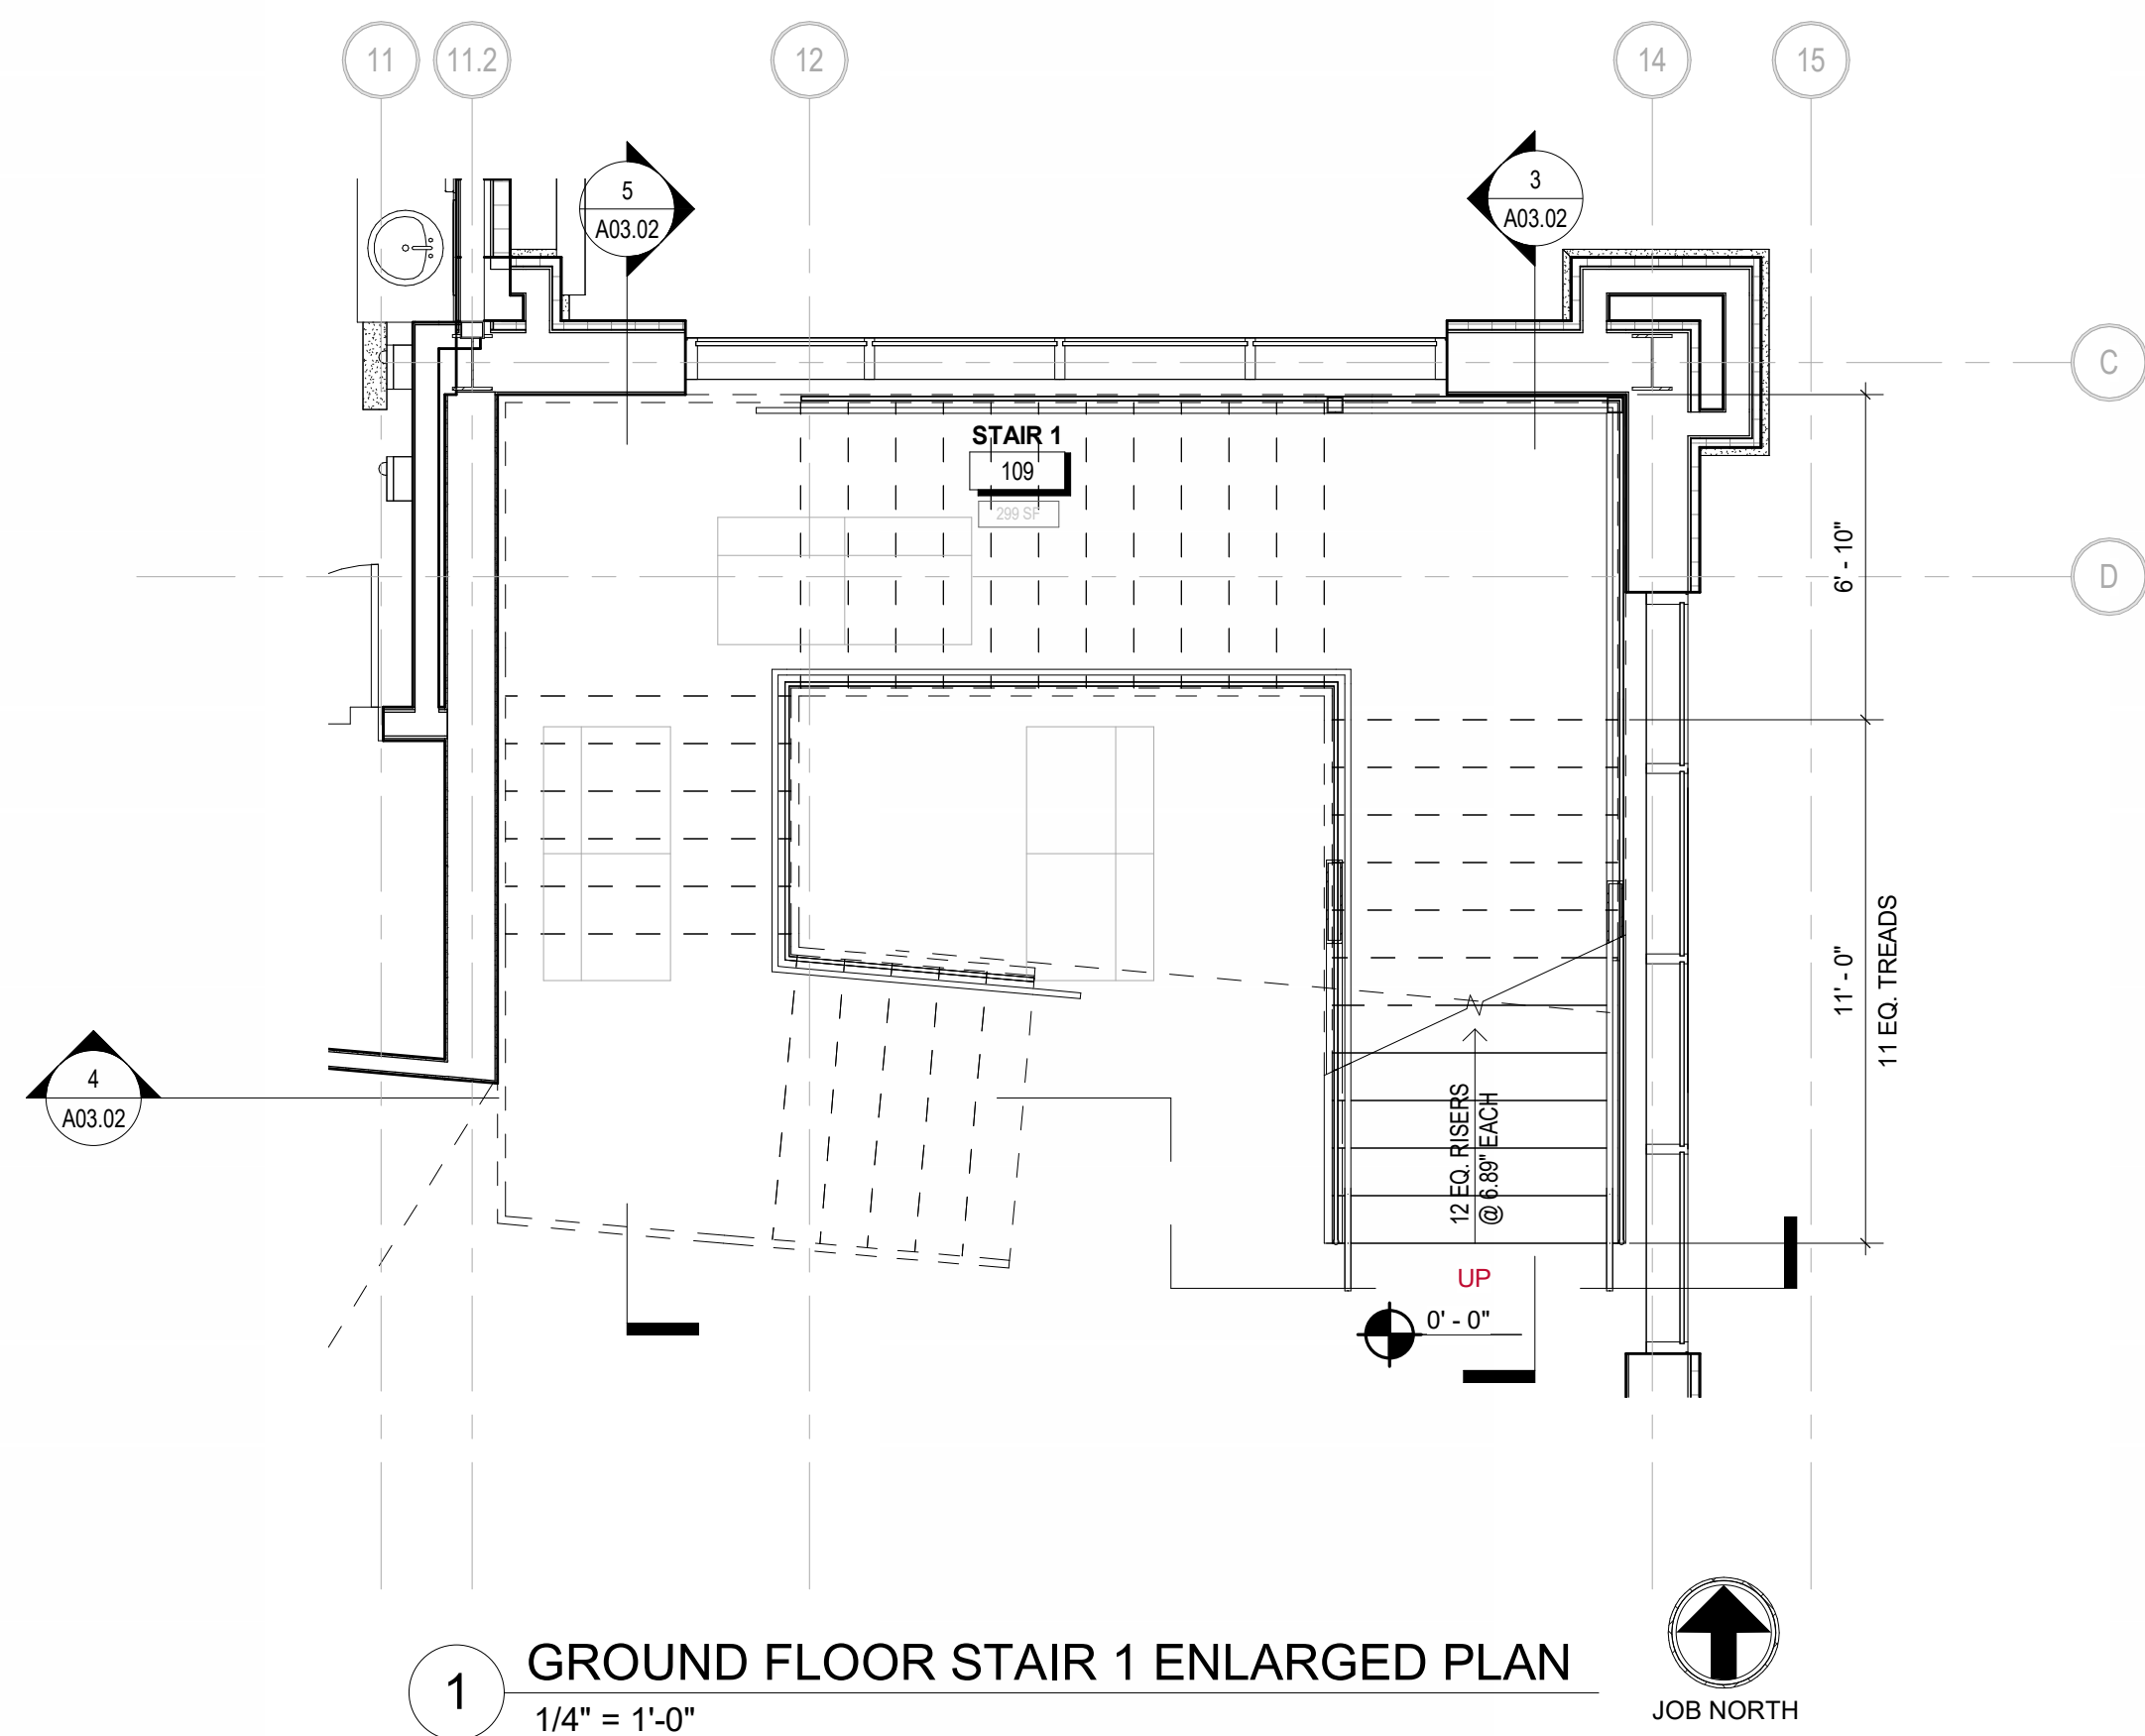 11
11.2
12
14
15
5
A03.02
3
A03.02
C
STAIR 1
109
299 SF
D
6' - 10"
11' - 0"
11 EQ. TREADS
4
A03.02
12 EQ. RISERS
@ 6.89" EACH
UP
0' - 0"
1
GROUND FLOOR STAIR 1 ENLARGED PLAN
1/4" = 1'-0"
JOB NORTH